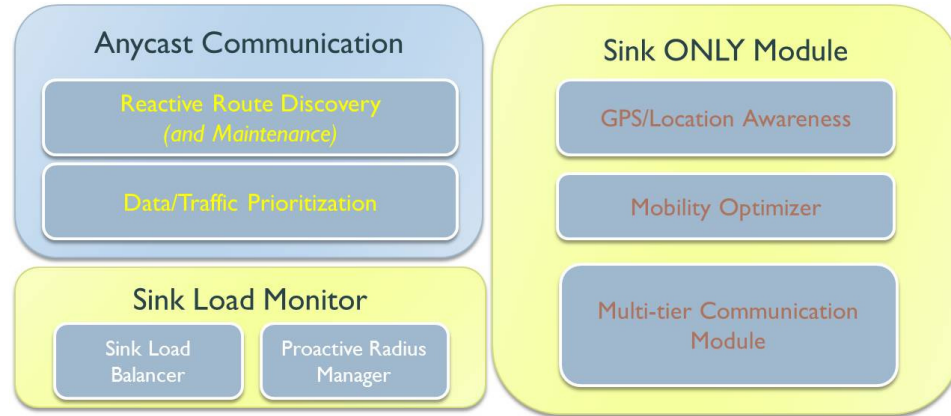 Anycast Communication
Reactive Route Discovery
(and Maintenance)
Data/Traffic Prioritization
Sink Load Monitor
Sink Load
Balancer
Proactive Radius
Manager
Sink ONLY Module
GPS/Location Awareness
Mobility Optimizer
Multi-tier Communication
Module